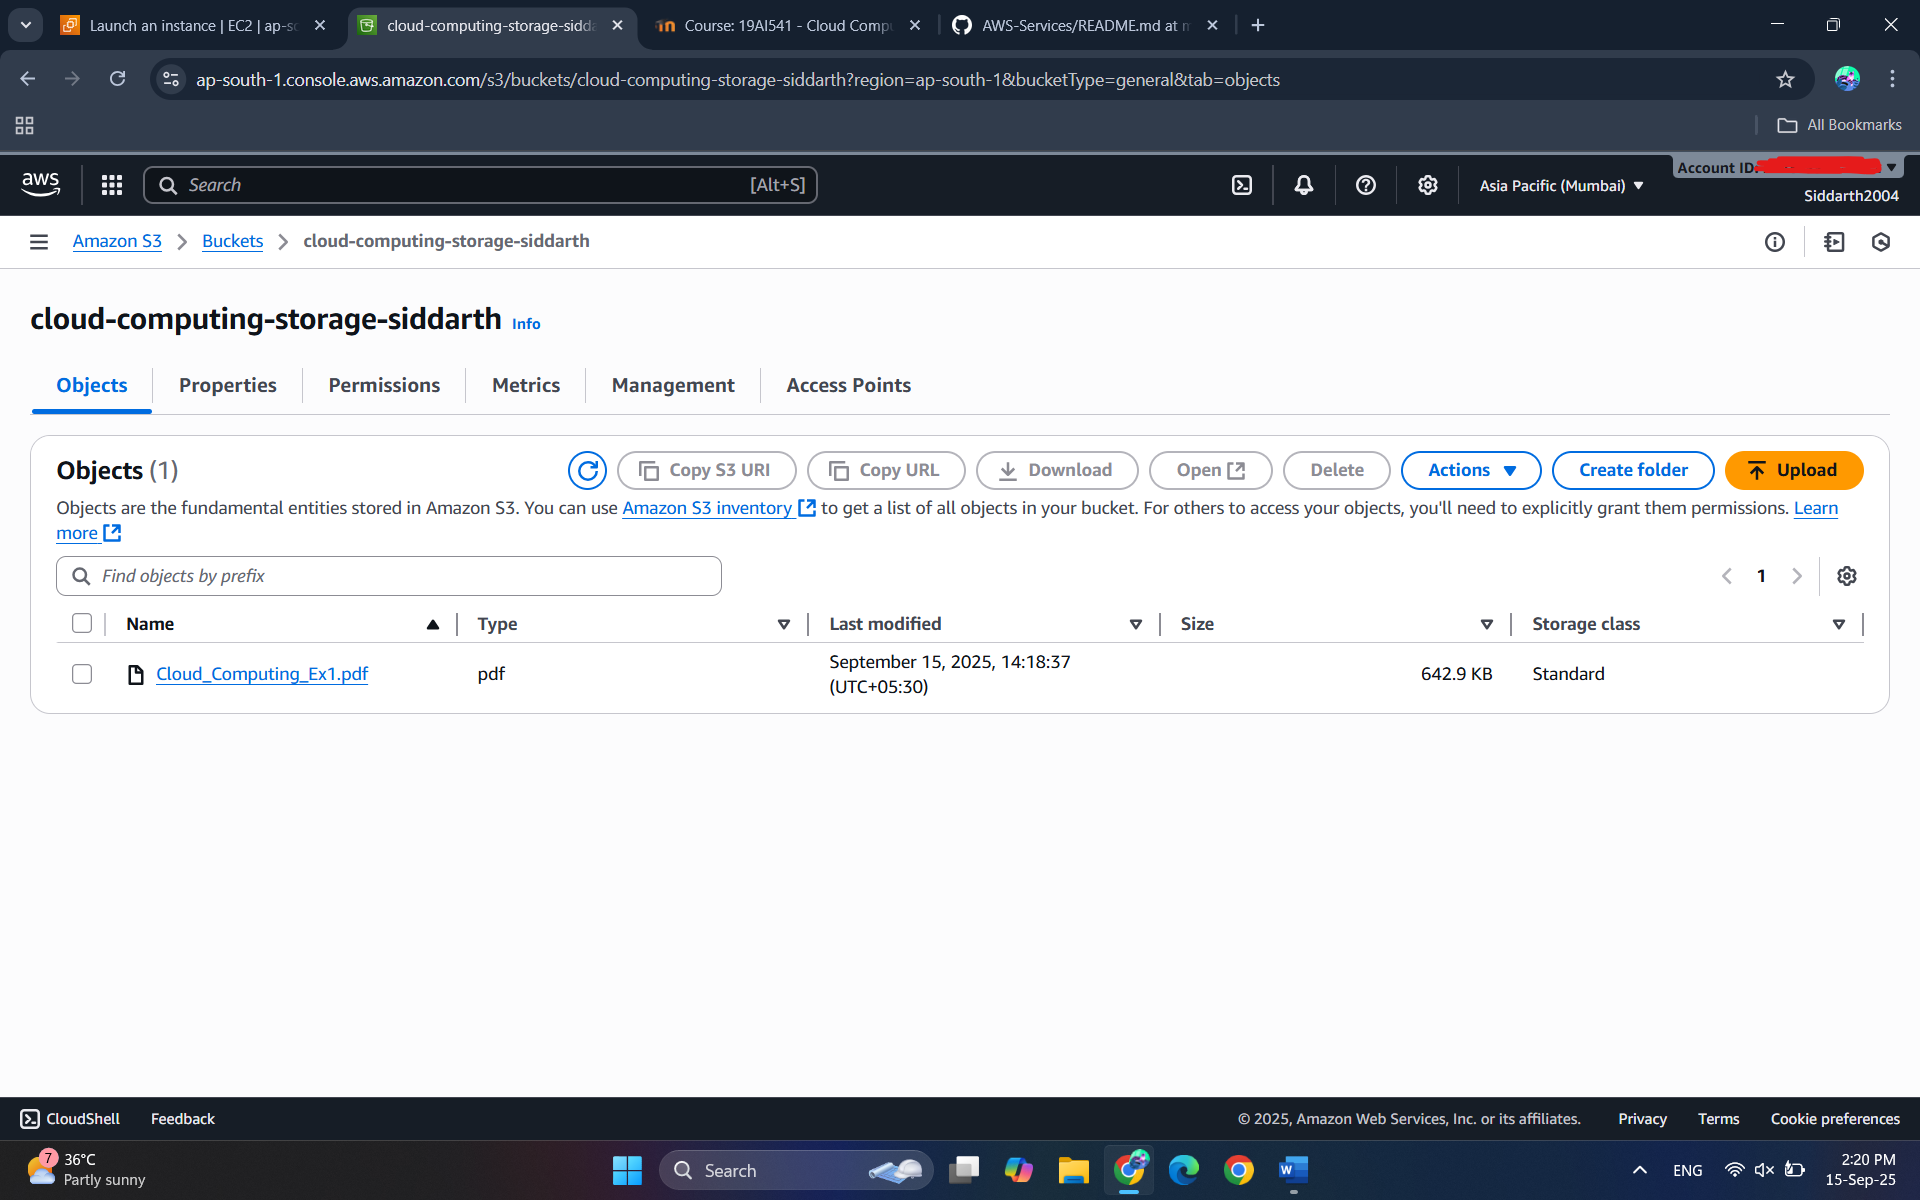 Launch an instance | EC2 | ap-so
cloud-computing-storage-sidda
Course: 19AI541 - Cloud Compu
AWS-Services/README.md at m
ap-south-1.console.aws.amazon.com/s3/buckets/cloud-computing-storage-siddarth?region=ap-south-1&bucketType=general&tab=objects
All Bookmarks
aws
Search
[Alt+S]
Asia Pacific (Mumbai)
Account ID:
Siddarth2004
Amazon S3
Buckets
cloud-computing-storage-siddarth
cloud-computing-storage-siddarth Info
Objects
Properties
Permissions
Metrics
Management
Access Points
Objects (1)
Copy S3 URI
Copy URL
Download
Open
Delete
Actions
Create folder
Upload
Objects are the fundamental entities stored in Amazon S3. You can use Amazon S3 inventory to get a list of all objects in your bucket. For others to access your objects, you'll need to explicitly grant them permissions. Learn
more
Find objects by prefix
1
Name
Type
Last modified
Size
Storage class
Cloud_Computing_Ex1.pdf
pdf
September 15, 2025, 14:18:37
(UTC+05:30)
642.9 KB
Standard
CloudShell
Feedback
© 2025, Amazon Web Services, Inc. or its affiliates.
Privacy
Terms
Cookie preferences
7
36°C
Partly sunny
Search
ENG
2:20 PM
15-Sep-25